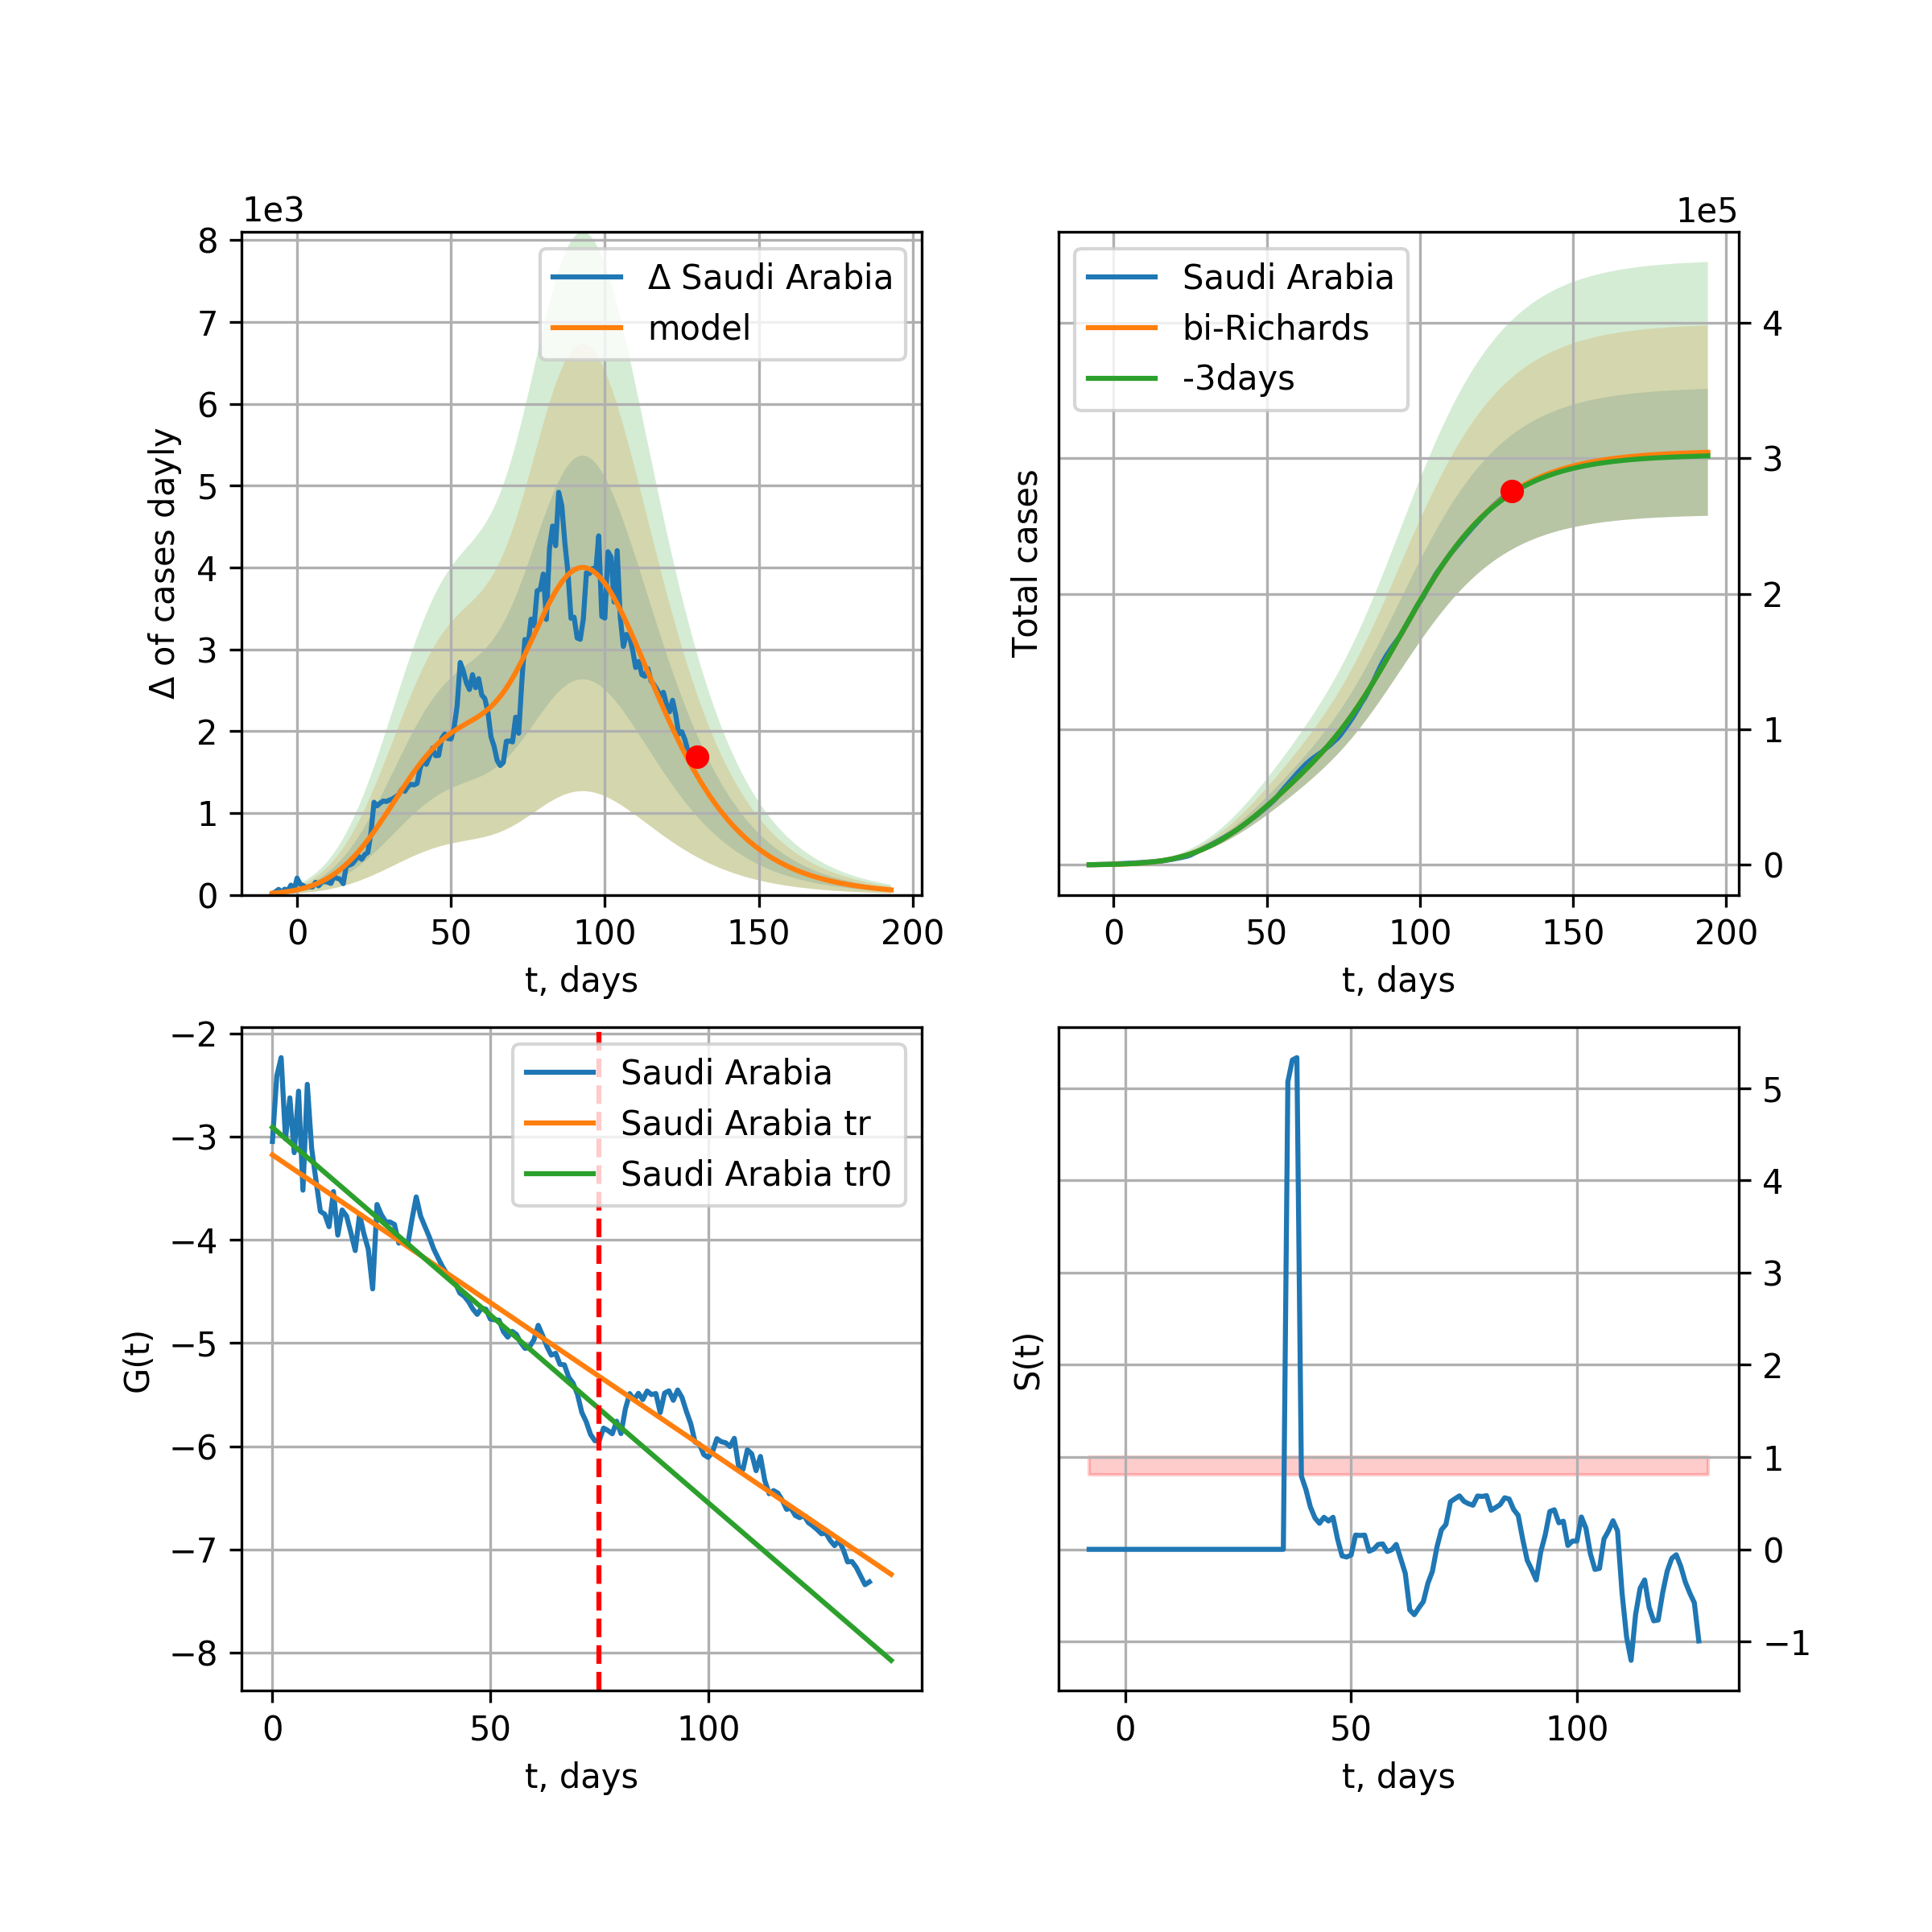 1e3
8
7
6
5
4
3
2
1
0
Δ of cases dayly
Δ Saudi Arabia
model
0 50 100 150 200
t, days
1e5
Saudi Arabia
bi-Richards
-3days
Total cases
4
3
2
1
0
0 50 100 150 200
t, days
−2
−3
−4
−5
−6
−7
−8
G(t)
Saudi Arabia
Saudi Arabia tr
Saudi Arabia tr0
0 50 100
t, days
S(t)
5
4
3
2
1
0
−1
0 50 100
t, days